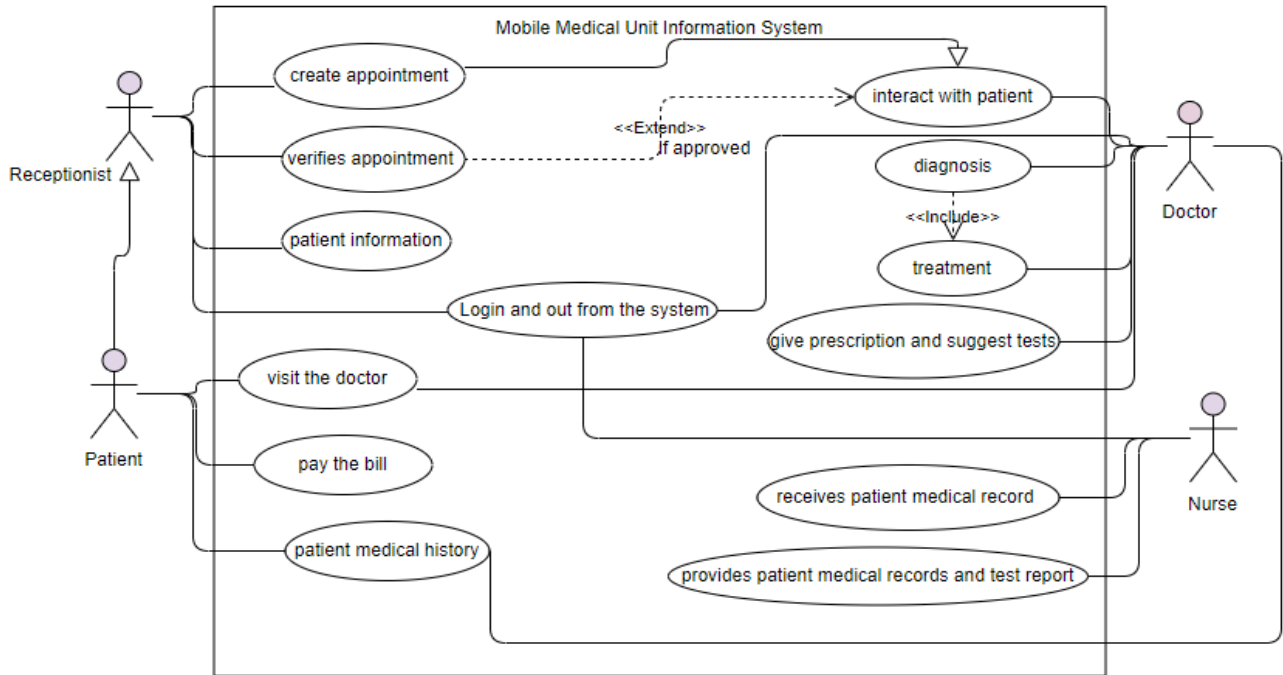 Mobile Medical Unit Information System
create appointment
interact with patient
<<Extend>>
If approved
verifies appointment
diagnosis
Receptionist
Doctor
<<Include>>
patient information
treatment
Login and out from the system
give prescription and suggest tests
visit the doctor
Patient
pay the bill
receives patient medical record
Nurse
patient medical history
provides patient medical records and test report